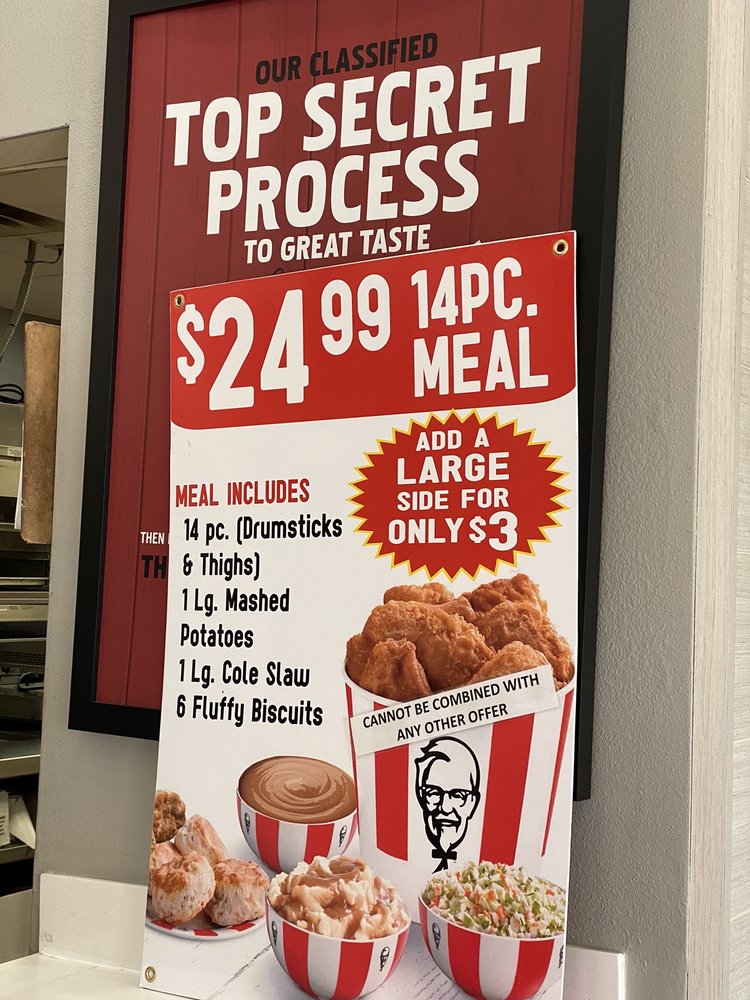 OUR CLASSIFIED
TOP SECRET
PROCESS
TO GREAT TASTE
$24 99 14PC.
MEAL
ADD A
LARGE
SIDE FOR
ONLY $3
MEAL INCLUDES
14 pc. (Drumsticks
& Thighs)
1 Lg. Mashed
Potatoes
1 Lg. Cole Slaw
6 Fluffy Biscuits
THEN
TH
CANNOT BE COMBINED WITH
ANY OTHER OFFER